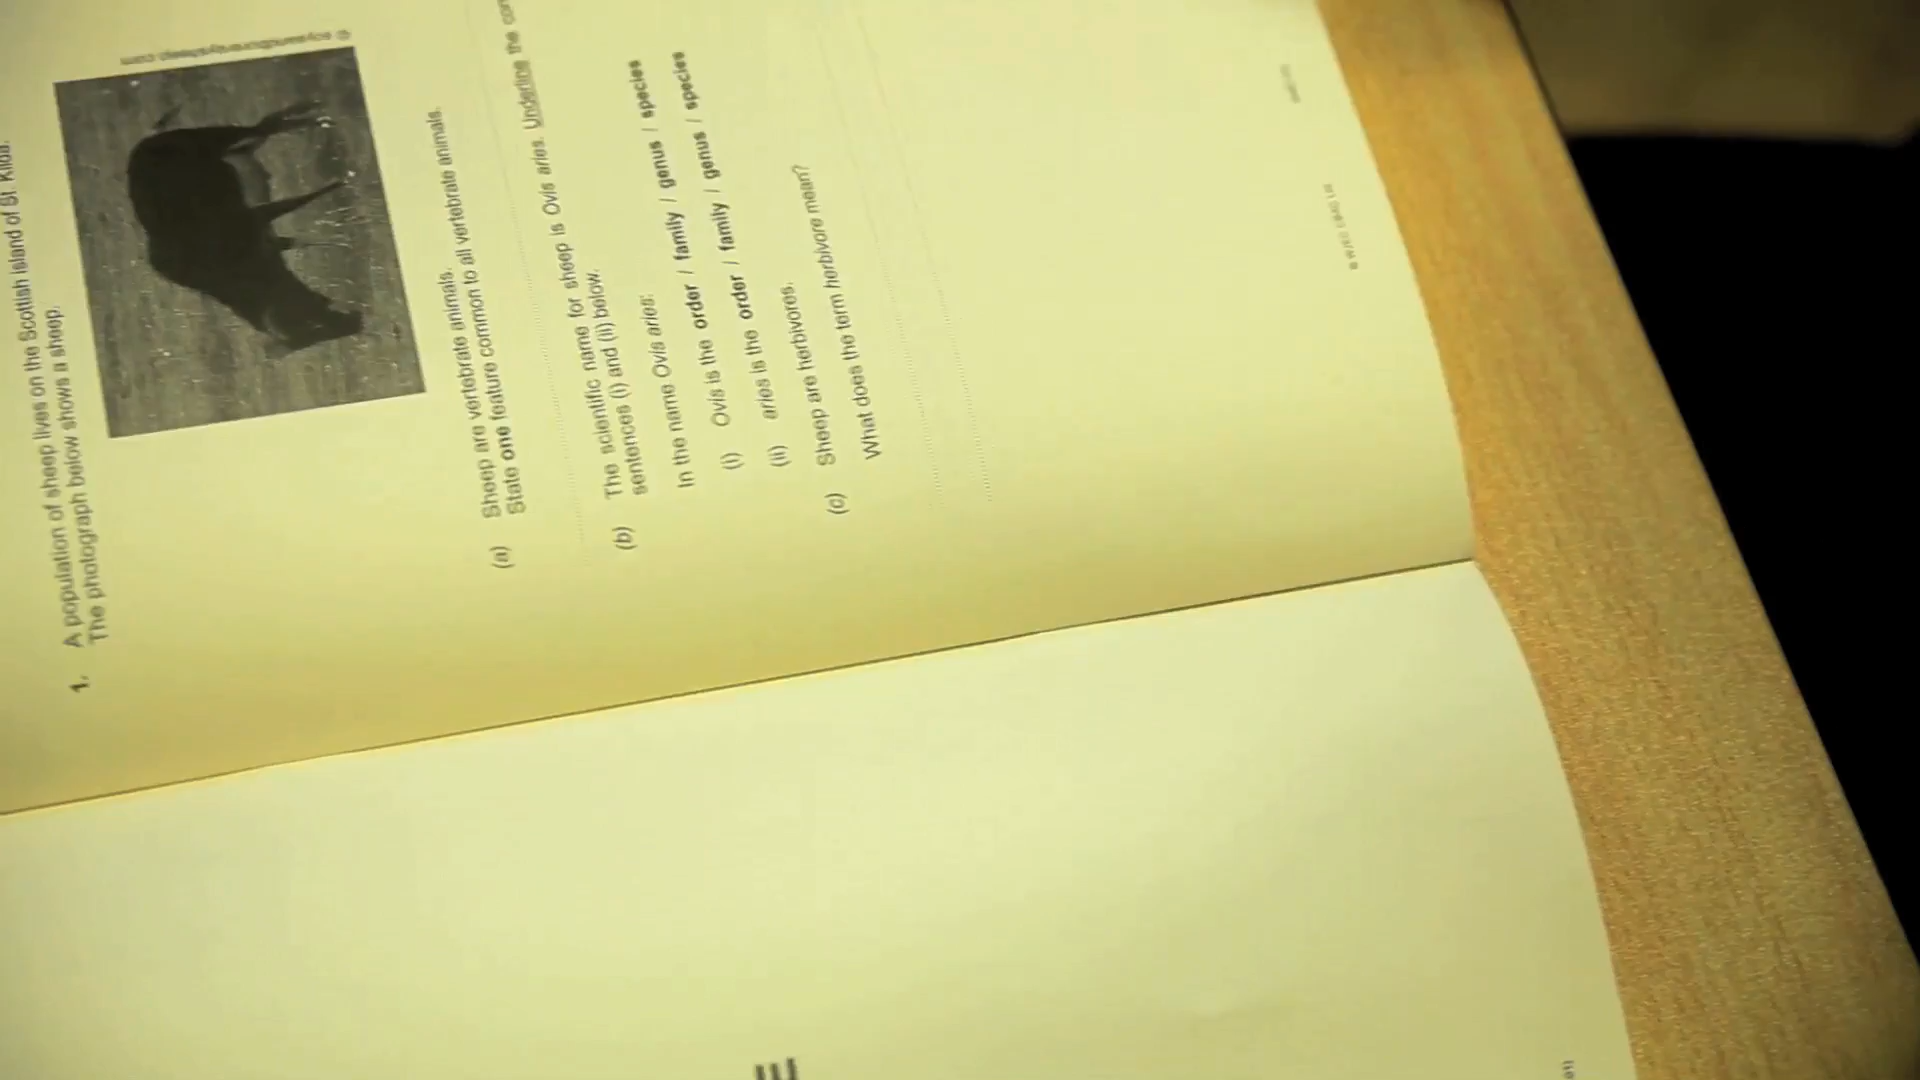 1. A population of sheep lives on the Scottish island of St. Kilda.
The photograph below shows a sheep.
© soayandborerayssheep.com
(a) Sheep are vertebrate animals.
State one feature common to all vertebrate animals.
(b) The scientific name for sheep is Ovis aries. Underline the
sentences (i) and (ii) below.
In the name Ovis aries:
(i) Ovis is the order / family / genus / species
(ii) aries is the order / family / genus / species
(c) Sheep are herbivores.
What does the term herbivore mean?
E